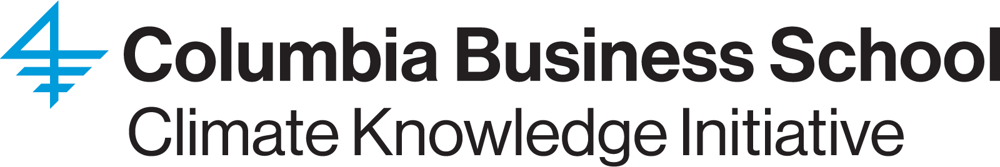 Columbia Business School
Climate Knowledge Initiative